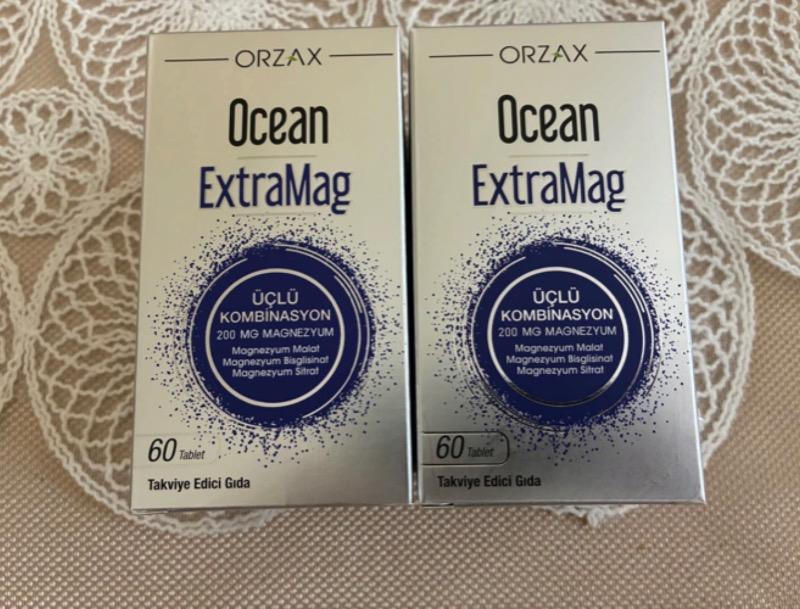 ORZAX
Ocean
ExtraMag
ÜÇLÜ
KOMBİNASYON
200 MG MAGNEZYUM
Magnezyum Malat
Magnezyum Bisglisinat
Magnezyum Sitrat
60 Tablet
Takviye Edici Gıda
ORZAX
Ocean
ExtraMag
ÜÇLÜ
KOMBİNASYON
200 MG MAGNEZYUM
Magnezyum Malat
Magnezyum Bisglisinat
Magnezyum Sitrat
60 Tablet
Takviye Edici Gıda